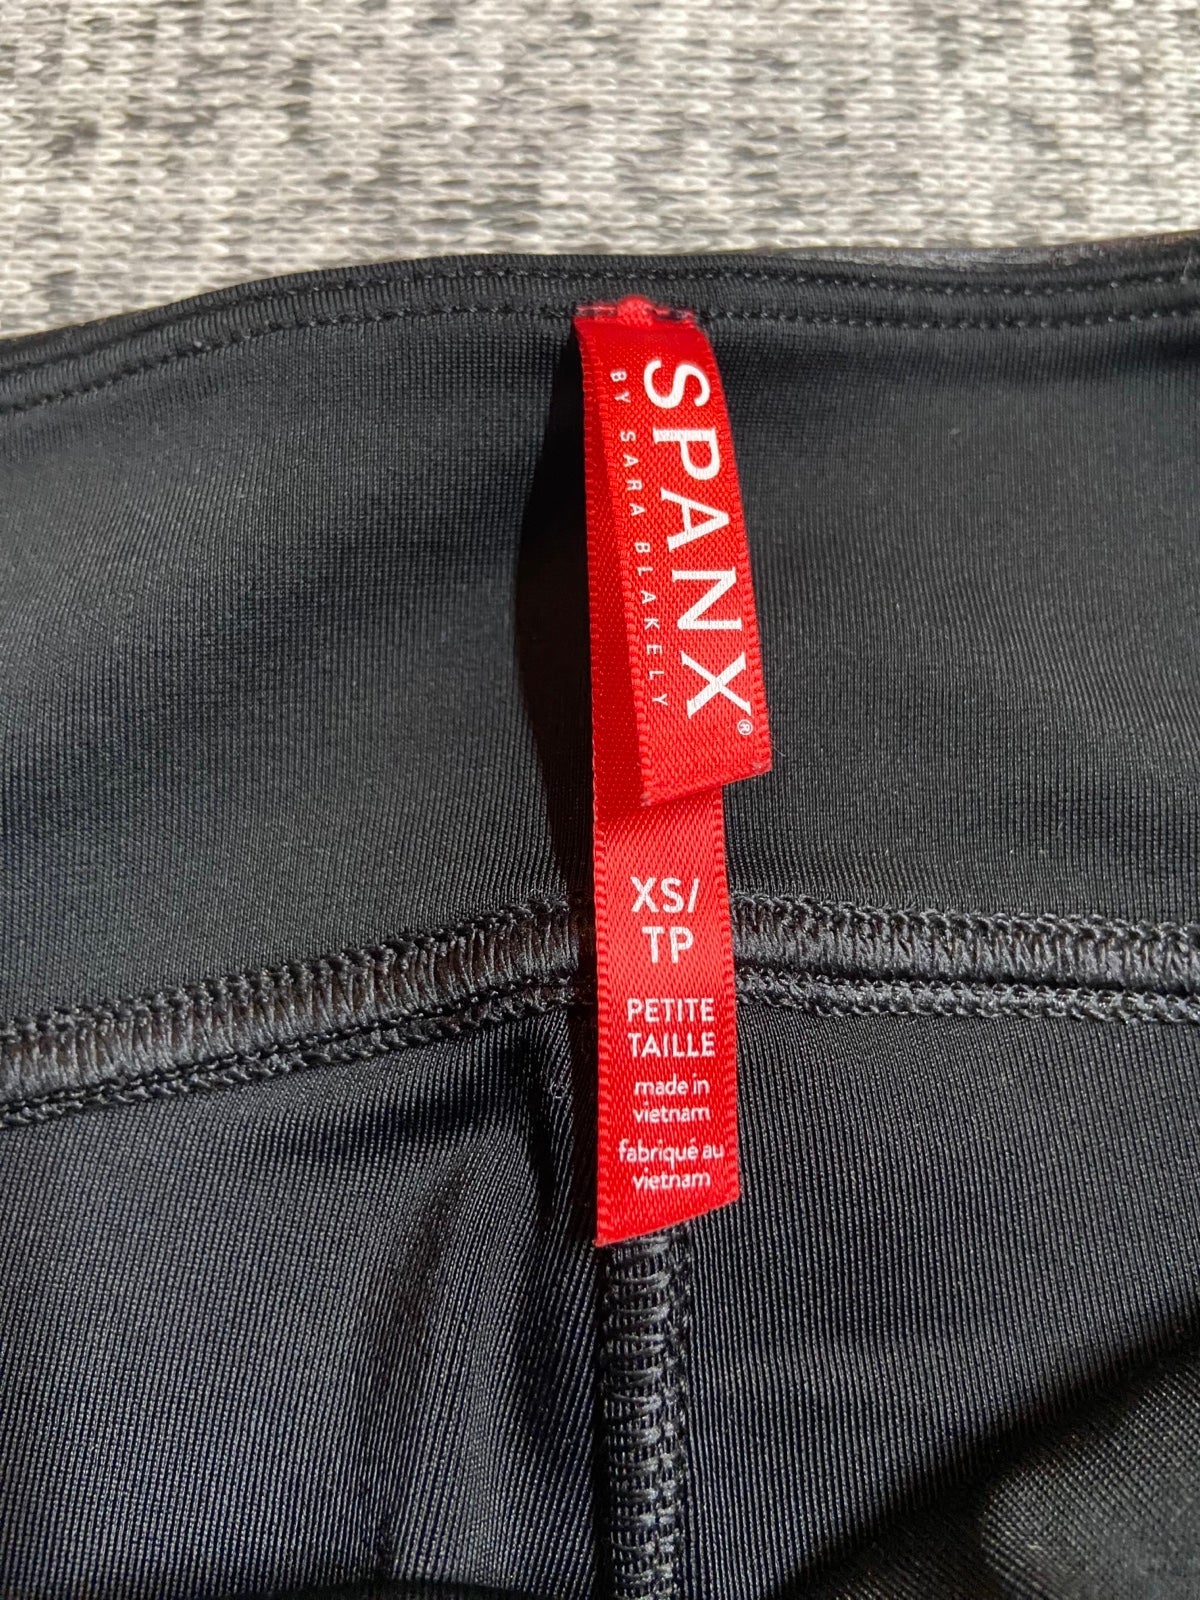 SPANX®
BY SARA BLAKELY
XS/
TP
PETITE
TAILLE
made in
vietnam
fabriqué au
vietnam